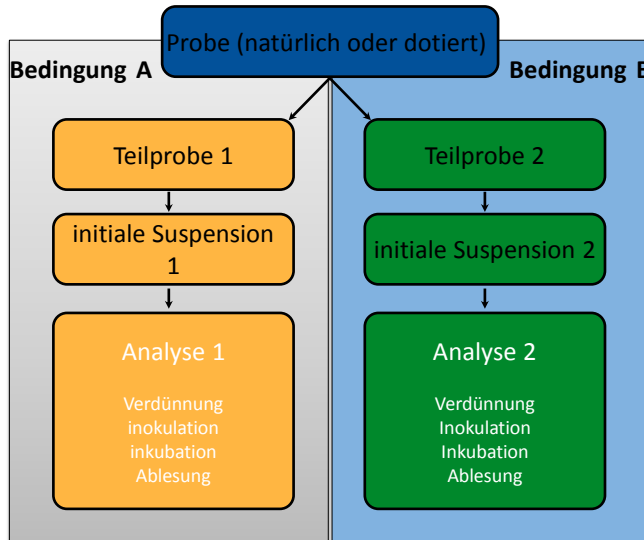 Probe (natürlich oder dotiert)
Bedingung A
Bedingung B
Teilprobe 1
Teilprobe 2
initiale Suspension
1
initiale Suspension 2
Analyse 1
Verdünnung
inokulation
inkubation
Ablesung
Analyse 2
Verdünnung
Inokulation
Inkubation
Ablesung